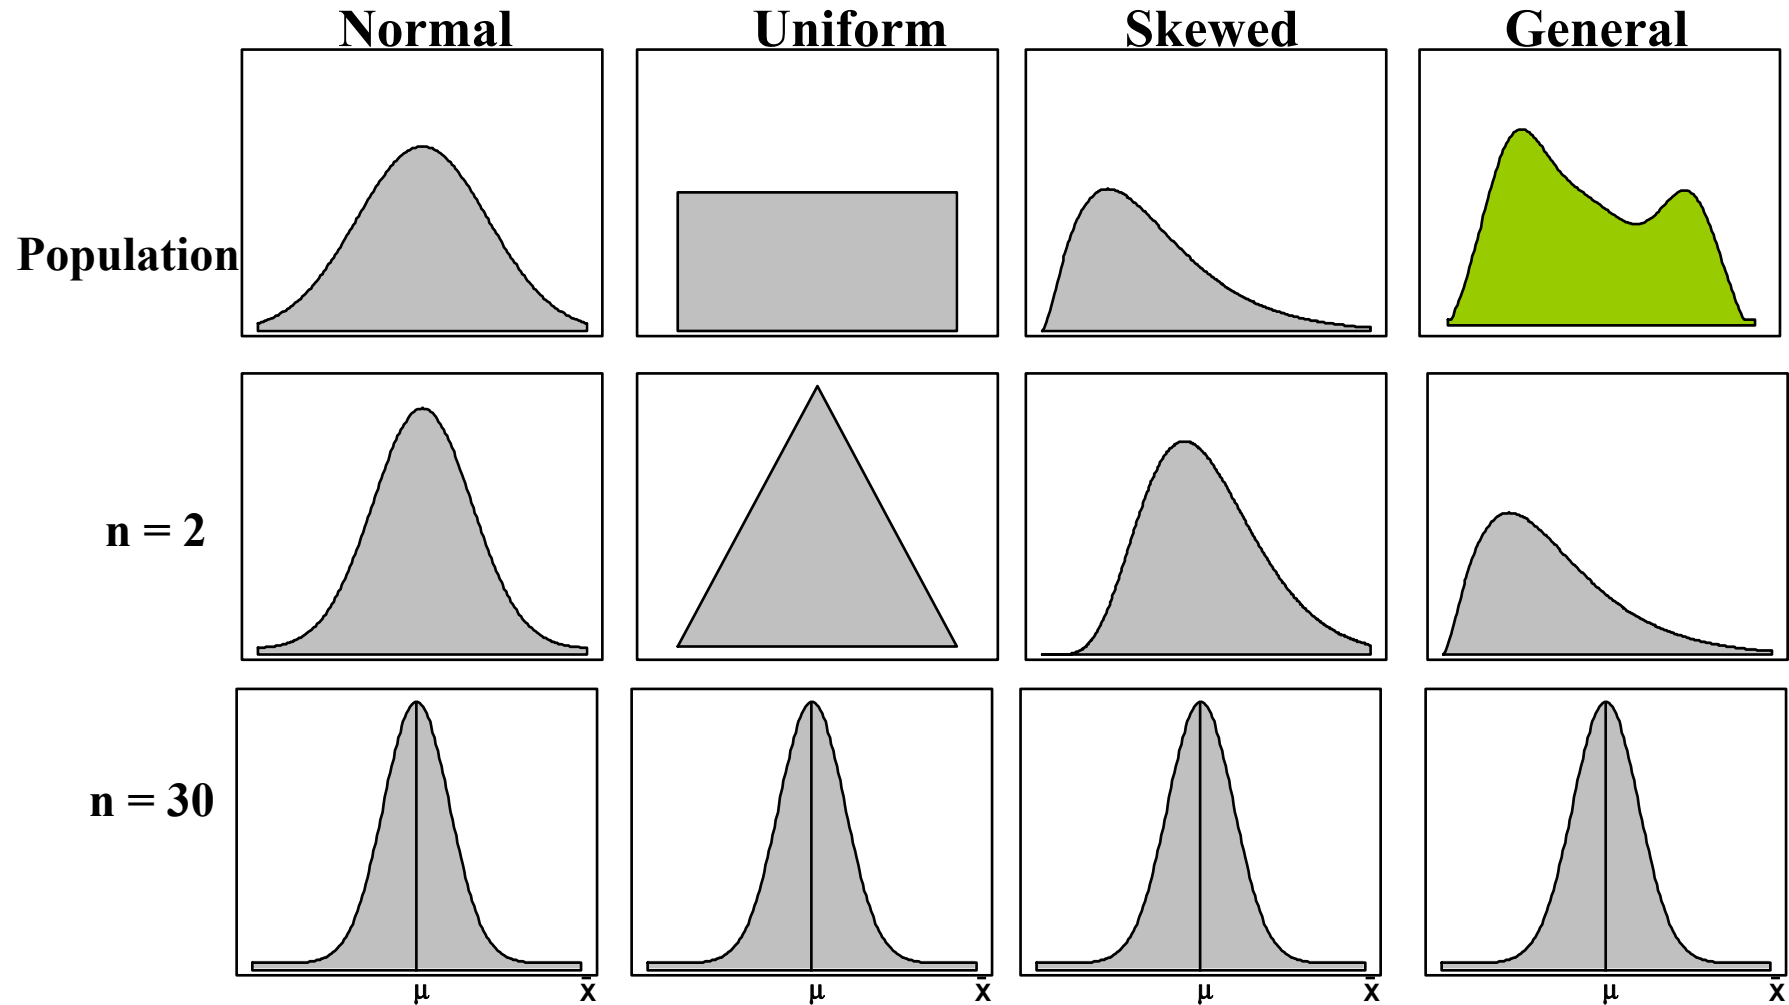 Normal Uniform Skewed General
Population
n = 2
n = 30
μ x̄ μ x̄ μ x̄ μ x̄